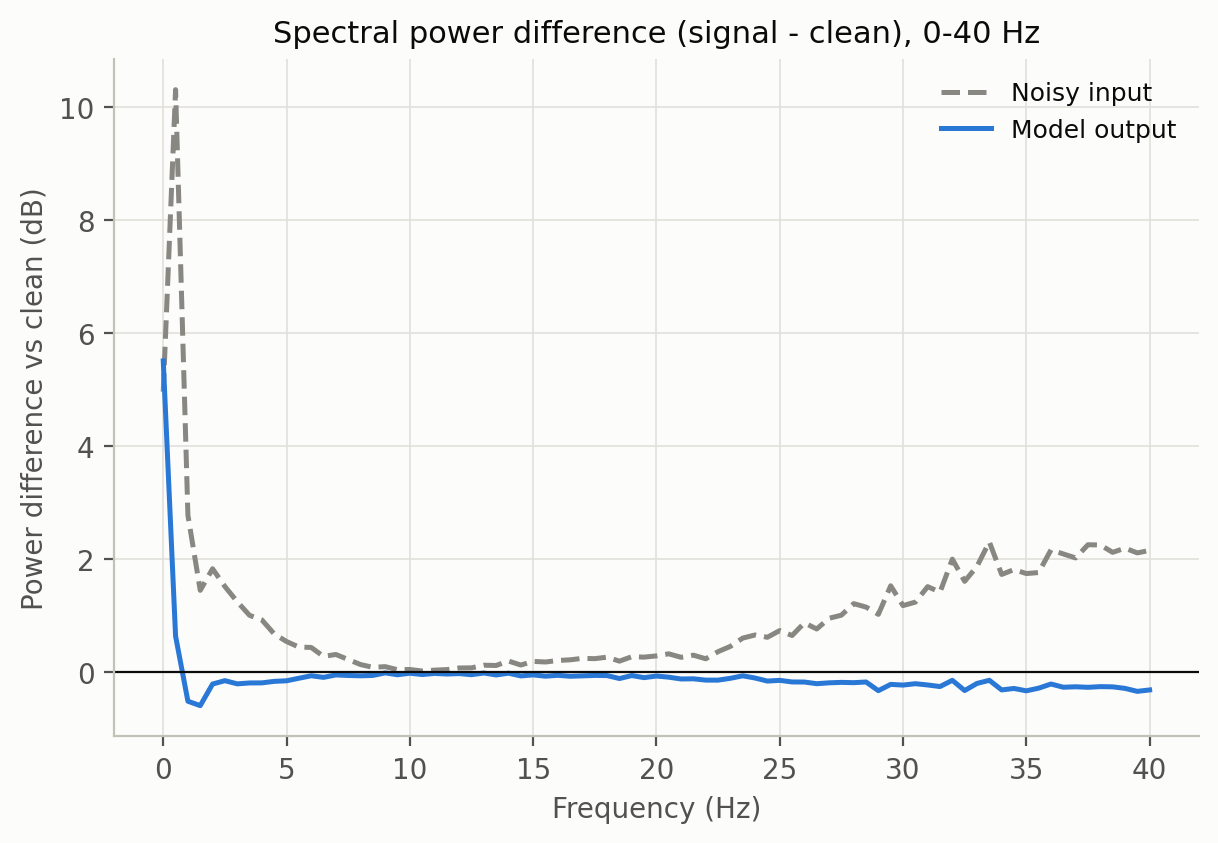 Spectral power difference (signal - clean), 0-40 Hz
Noisy input
Model output
Power difference vs clean (dB)
10
8
6
4
2
0
0 5 10 15 20 25 30 35 40
Frequency (Hz)